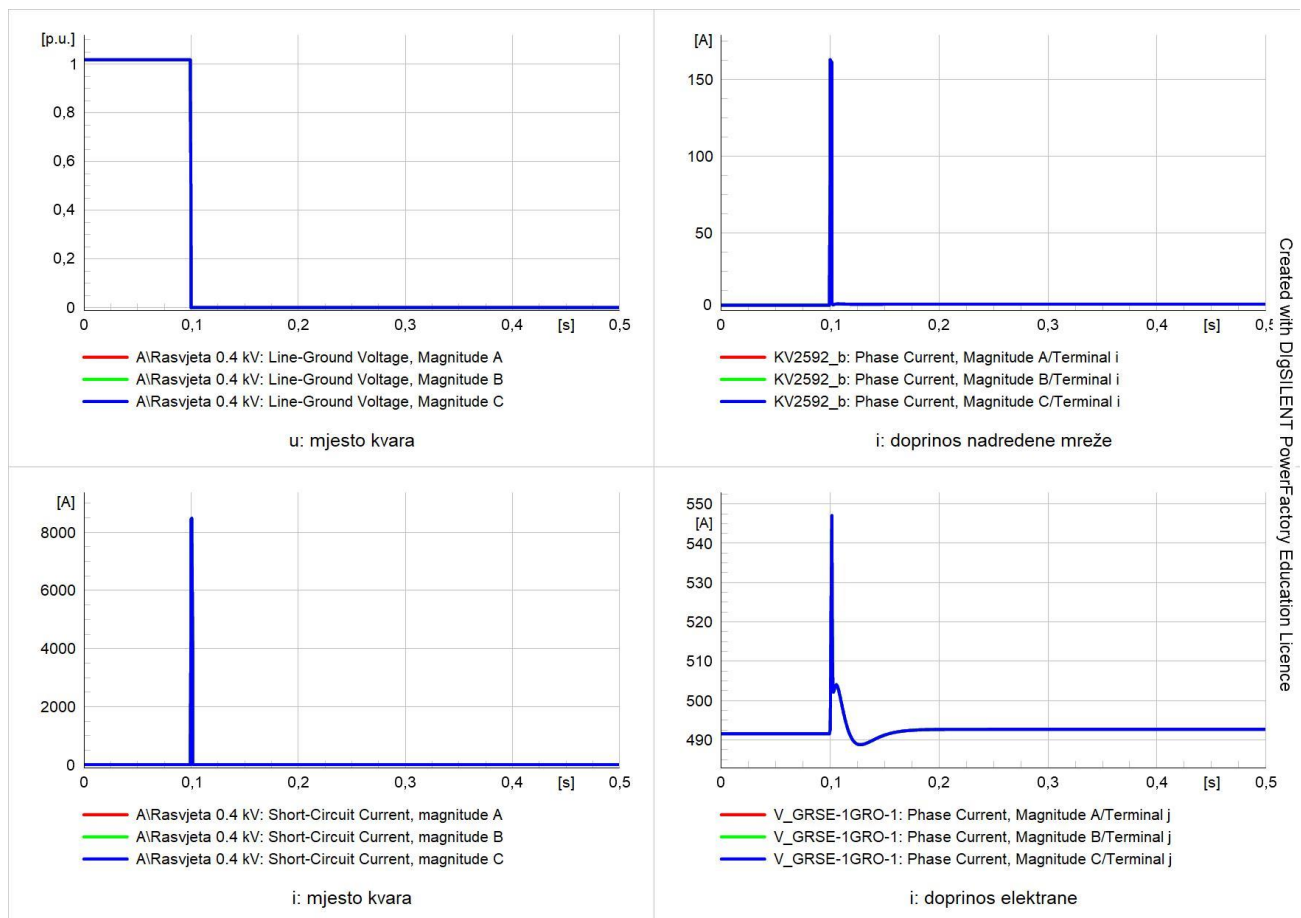 [p.u.]
1
0,8
0,6
0,4
0,2
0
0 0,1 0,2 0,3 0,4 [s] 0,5
A\Rasvjeta 0.4 kV: Line-Ground Voltage, Magnitude A
A\Rasvjeta 0.4 kV: Line-Ground Voltage, Magnitude B
A\Rasvjeta 0.4 kV: Line-Ground Voltage, Magnitude C
u: mjesto kvara
[A]
150
100
50
0
0 0,1 0,2 0,3 0,4 [s] 0,5
KV2592_b: Phase Current, Magnitude A/Terminal i
KV2592_b: Phase Current, Magnitude B/Terminal i
KV2592_b: Phase Current, Magnitude C/Terminal i
i: doprinos nadređene mreže
[A]
8000
6000
4000
2000
0
0 0,1 0,2 0,3 0,4 [s] 0,5
A\Rasvjeta 0.4 kV: Short-Circuit Current, magnitude A
A\Rasvjeta 0.4 kV: Short-Circuit Current, magnitude B
A\Rasvjeta 0.4 kV: Short-Circuit Current, magnitude C
i: mjesto kvara
550
[A]
540
530
520
510
500
490
0 0,1 0,2 0,3 0,4 [s] 0,5
V_GRSE-1GRO-1: Phase Current, Magnitude A/Terminal j
V_GRSE-1GRO-1: Phase Current, Magnitude B/Terminal j
V_GRSE-1GRO-1: Phase Current, Magnitude C/Terminal j
i: doprinos elektrane
Created with DIgSILENT PowerFactory Education Licence